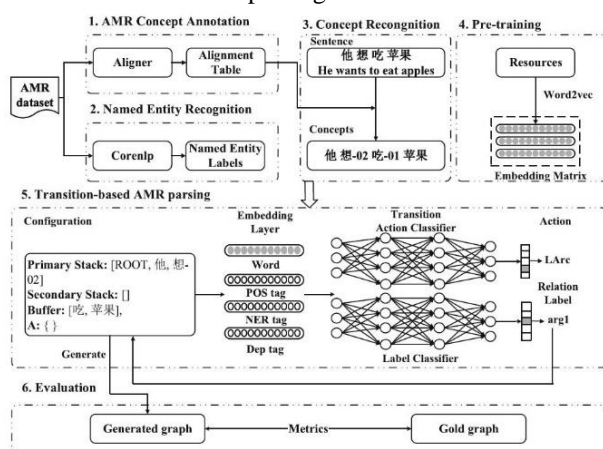 1. AMR Concept Annotation
Aligner
Alignment
Table
AMR
dataset
2. Named Entity Recognition
Corenlp
Named Entity
Labels
3. Concept Recongnition
Sentence
他 想 吃 苹果
He wants to eat apples
Concepts
他 想-02 吃-01 苹果
4. Pre-training
Resources
Word2vec
Embedding Matrix
5. Transition-based AMR parsing
Configuration
Primary Stack: [ROOT, 他, 想-
02]
Secondary Stack: []
Buffer: [吃, 苹果],
A: { }
Generate
Embedding
Layer
Word
POS tag
NER tag
Dep tag
Transition
Action Classifier
Label Classifier
Action
LArc
Relation
Label
arg1
6. Evaluation
Generated graph
Metrics
Gold graph